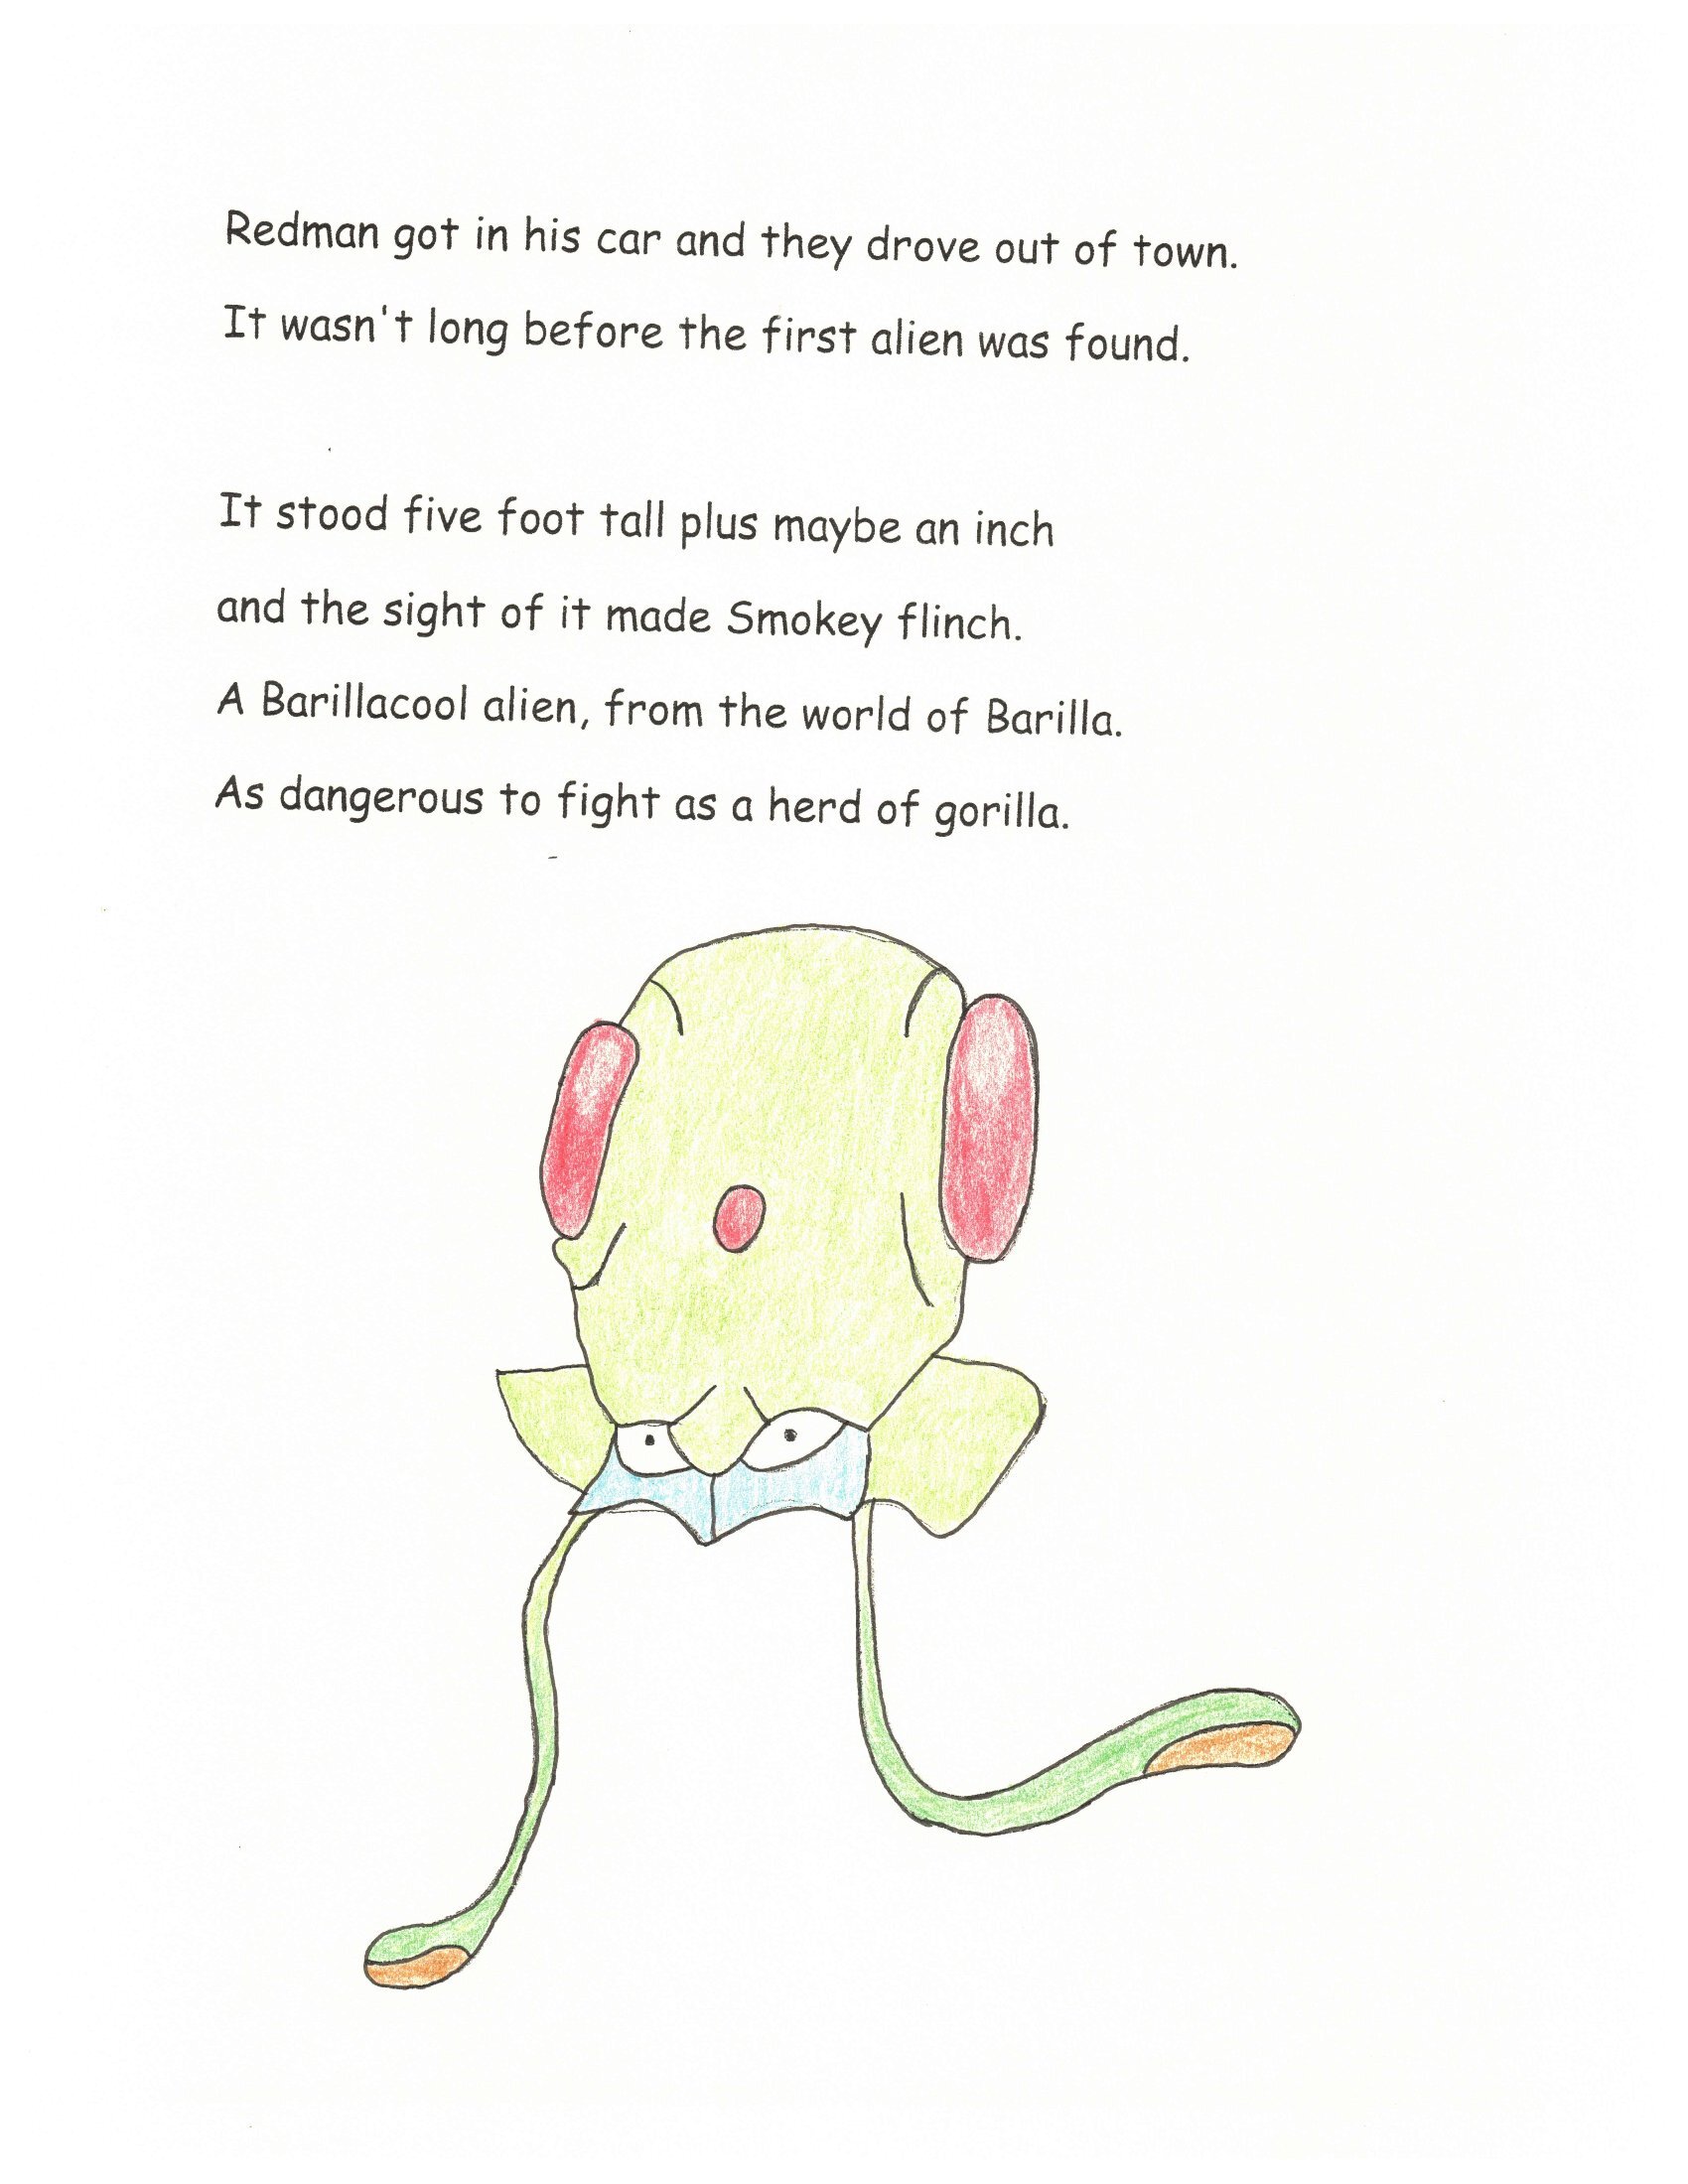 Redman got in his car and they drove out of town.
It wasn't long before the first alien was found.
It stood five foot tall plus maybe an inch
and the sight of it made Smokey flinch.
A Barillacool alien, from the world of Barilla.
As dangerous to fight as a herd of gorilla.